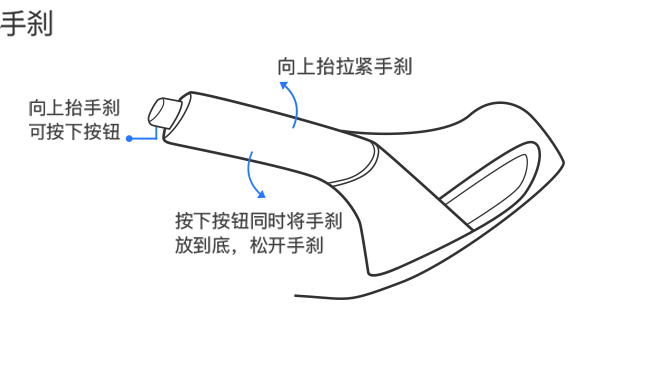 手刹
向上抬拉紧手刹
向上抬手刹
可按下按钮
按下按钮同时将手刹
放到底，松开手刹